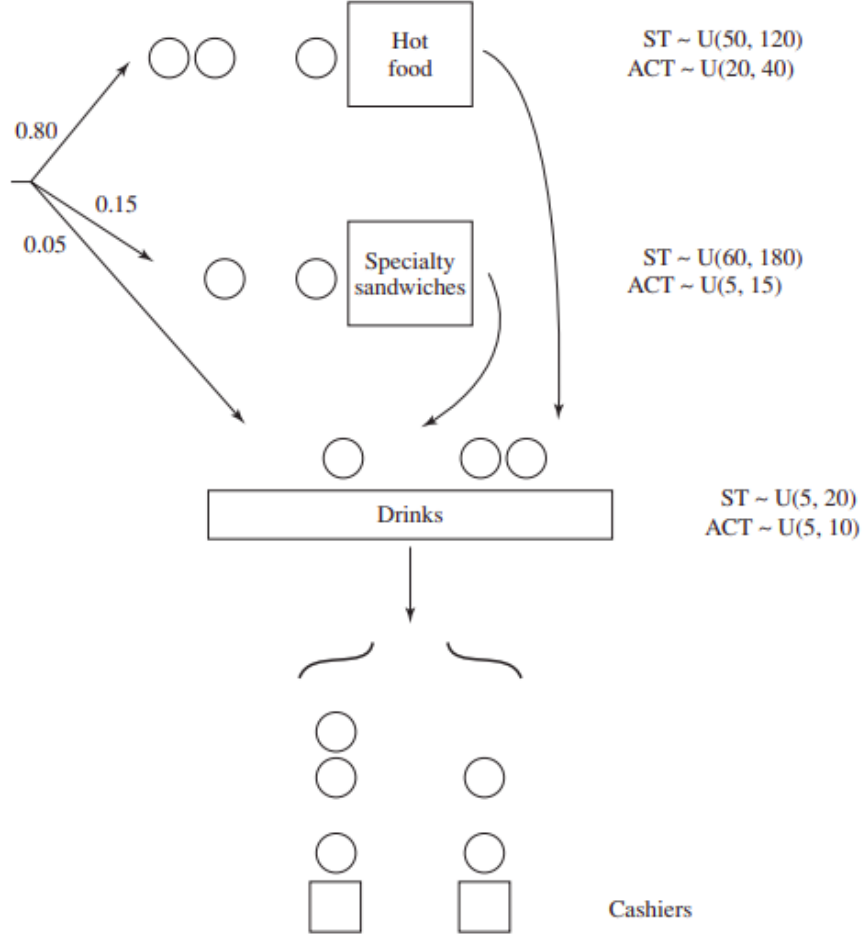 Hot
food
ST ~ U(50, 120)
ACT ~ U(20, 40)
0.80
0.15
0.05
Specialty
sandwiches
ST ~ U(60, 180)
ACT ~ U(5, 15)
Drinks
ST ~ U(5, 20)
ACT ~ U(5, 10)
Cashiers